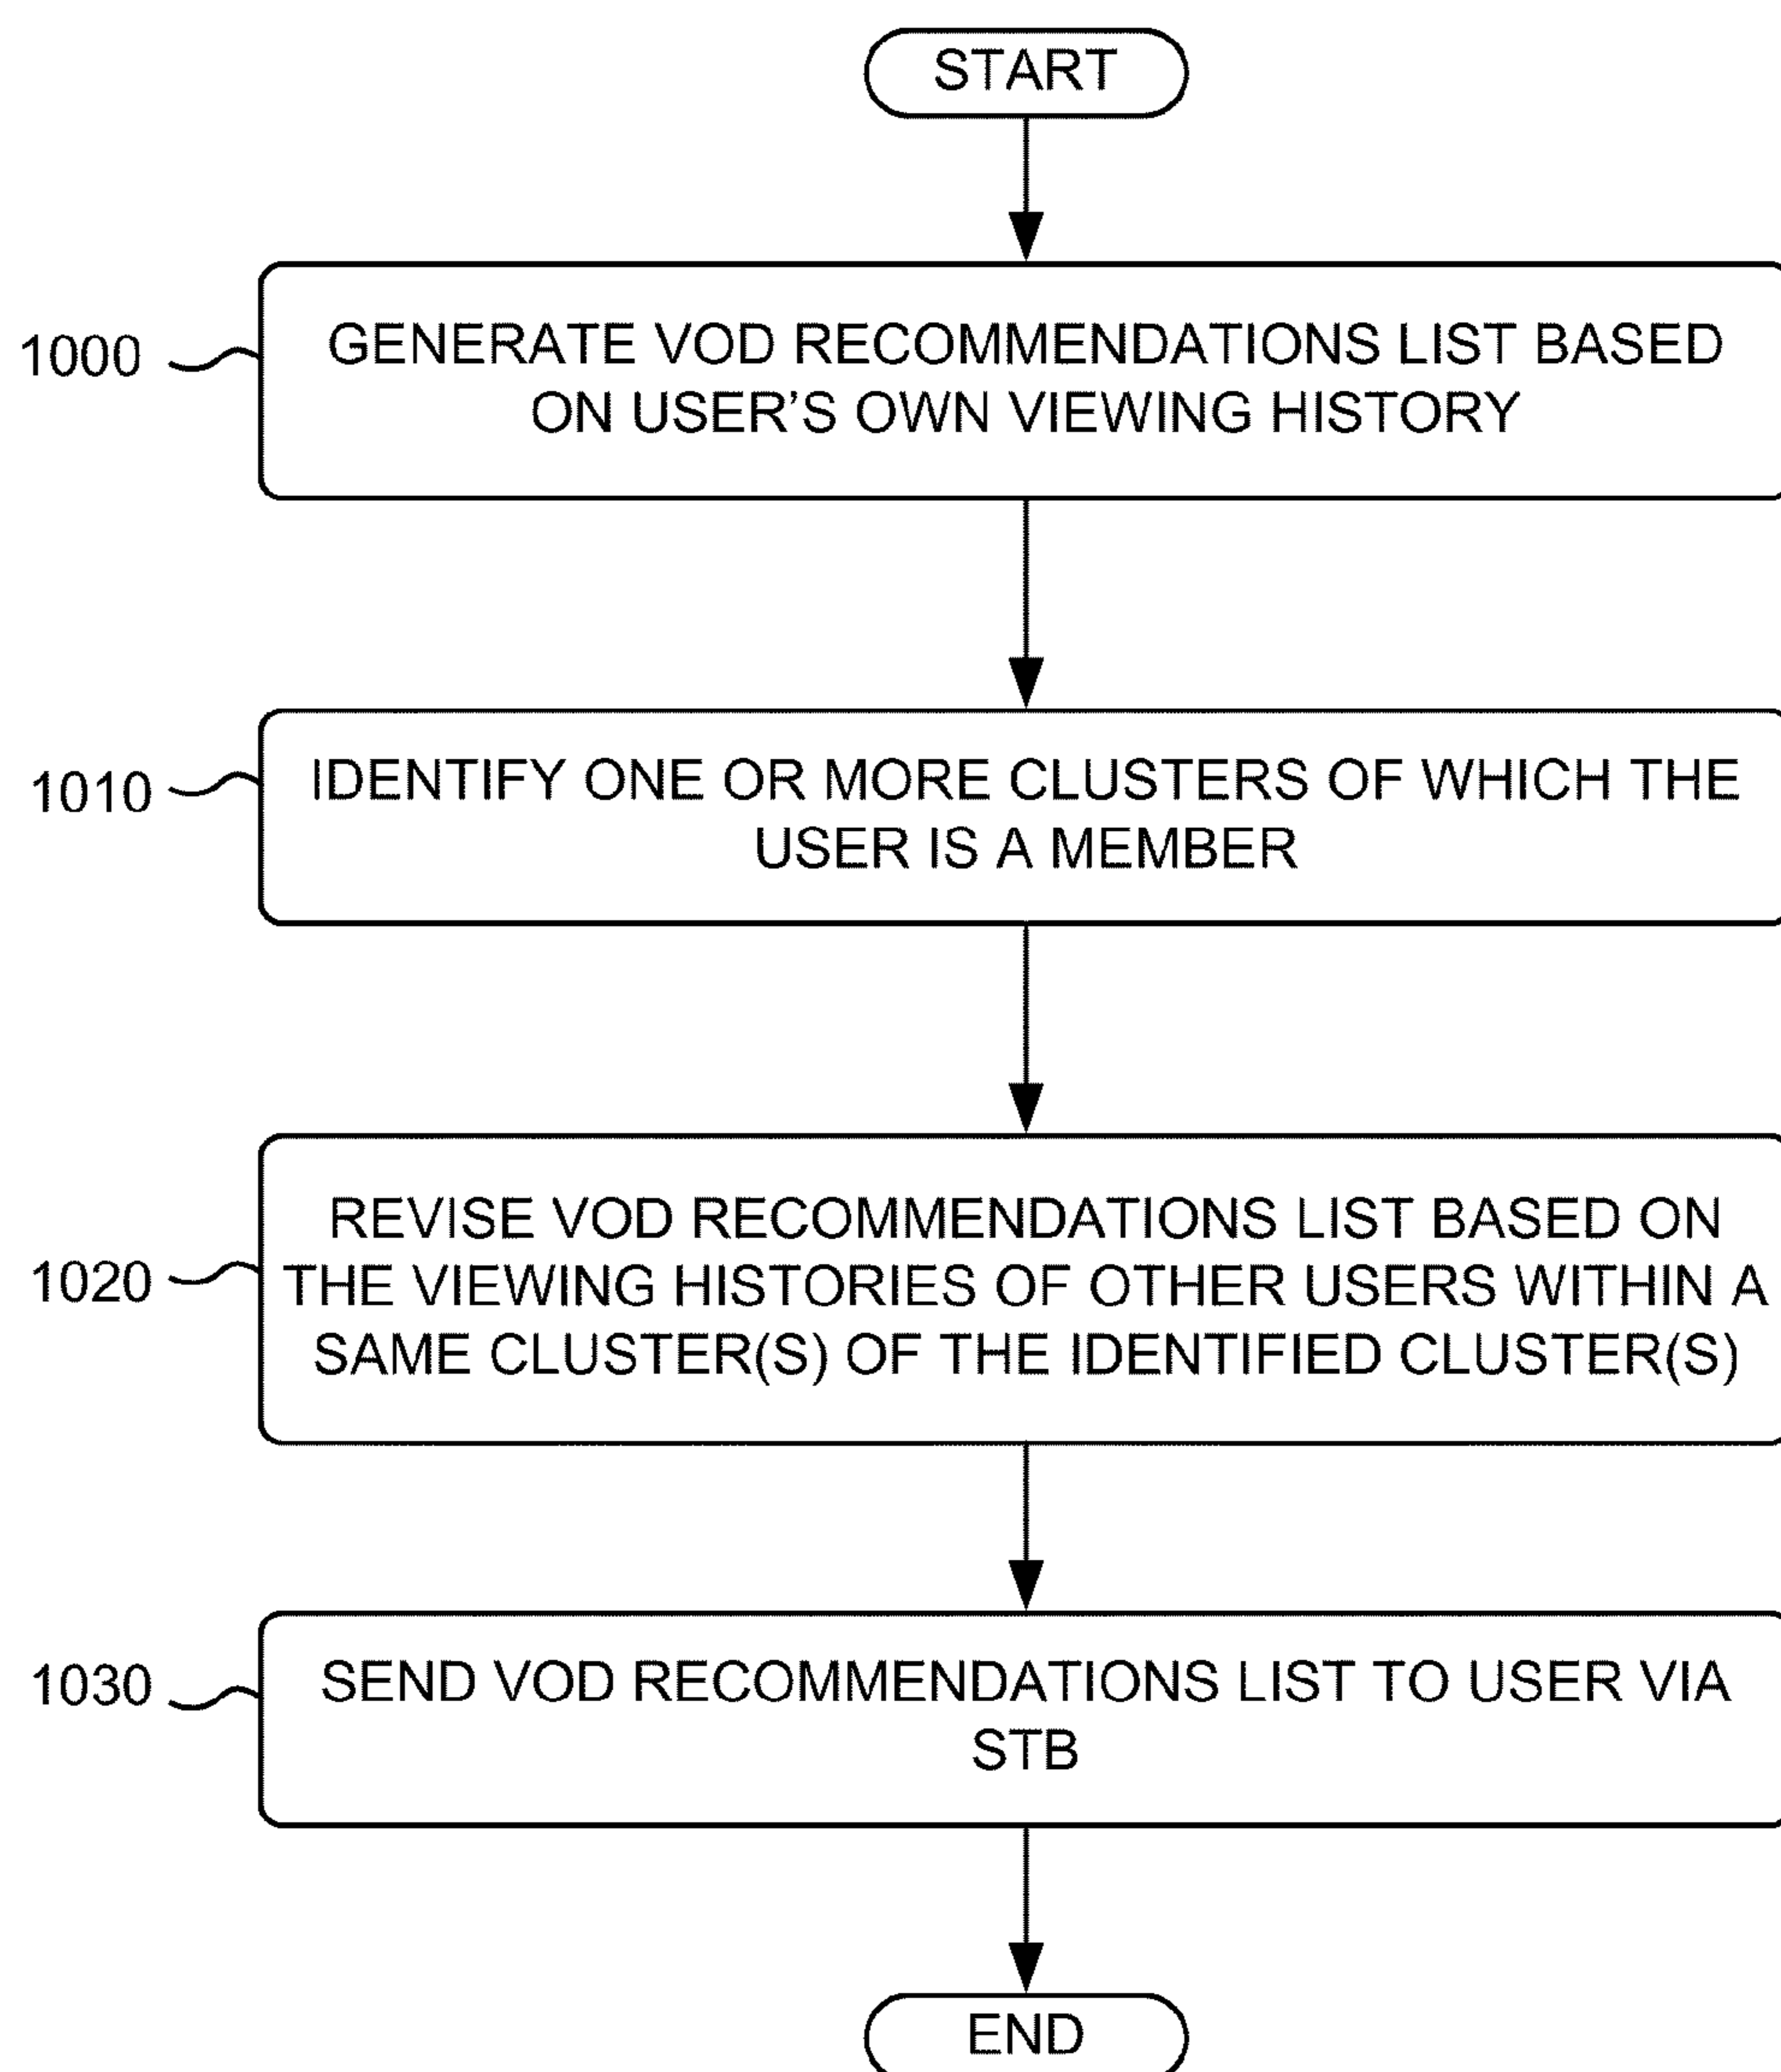 START
1000
GENERATE VOD RECOMMENDATIONS LIST BASED
ON USER'S OWN VIEWING HISTORY
1010
IDENTIFY ONE OR MORE CLUSTERS OF WHICH THE
USER IS A MEMBER
1020
REVISE VOD RECOMMENDATIONS LIST BASED ON
THE VIEWING HISTORIES OF OTHER USERS WITHIN A
SAME CLUSTER(S) OF THE IDENTIFIED CLUSTER(S)
1030
SEND VOD RECOMMENDATIONS LIST TO USER VIA
STB
END